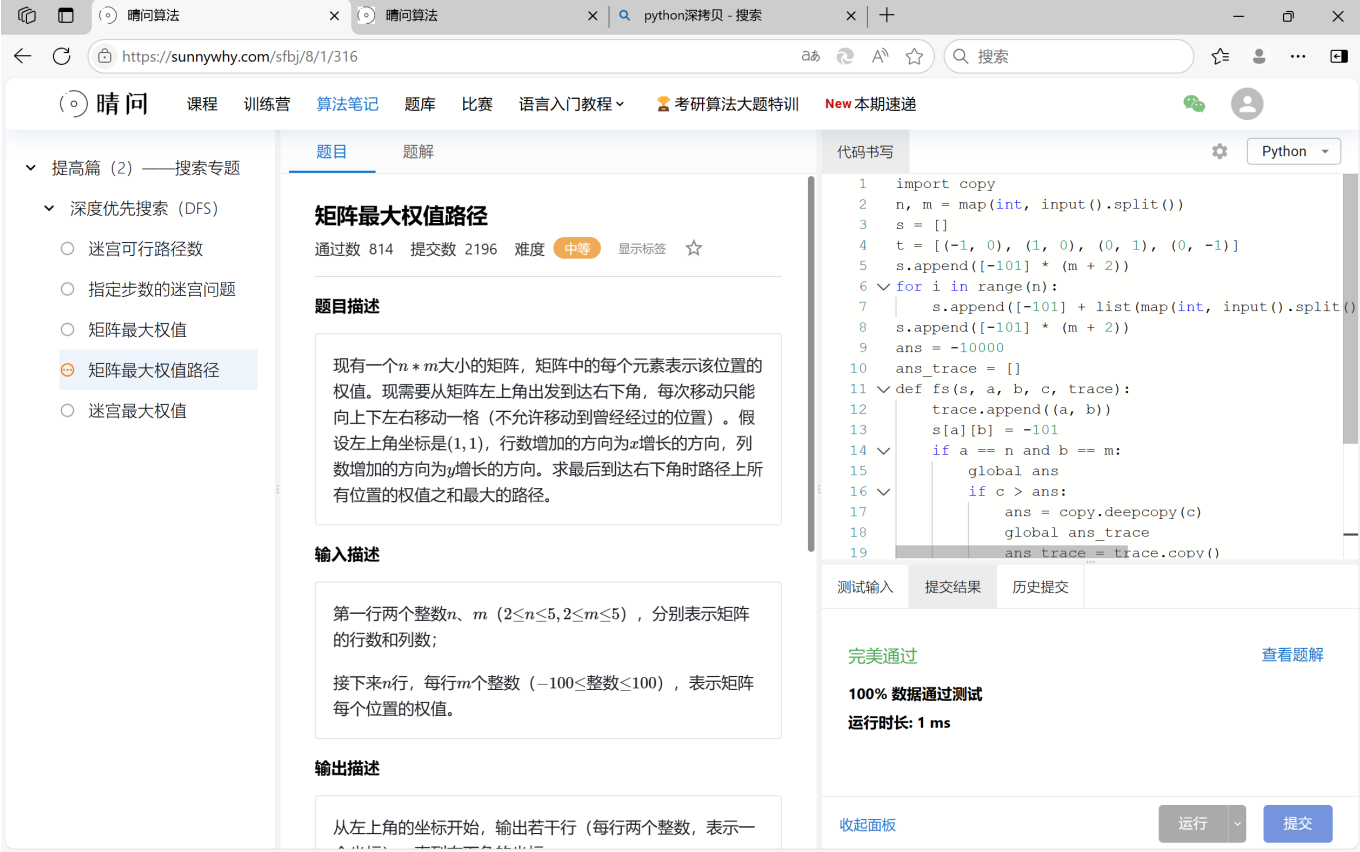 晴问算法
晴问算法
python深拷贝 - 搜索
https://sunnywhy.com/sfbj/8/1/316
搜索
晴问
课程
训练营
算法笔记
题库
比赛
语言入门教程
考研算法大题特训
New 本期速递
提高篇（2）——搜索专题
深度优先搜索（DFS）
迷宫可行路径数
指定步数的迷宫问题
矩阵最大权值
矩阵最大权值路径
迷宫最大权值
题目
题解
矩阵最大权值路径
通过数 814 提交数 2196 难度 中等 显示标签
题目描述
现有一个n∗m大小的矩阵，矩阵中的每个元素表示该位置的
权值。现需要从矩阵左上角出发到达右下角，每次移动只能
向上下左右移动一格（不允许移动到曾经经过的位置）。假
设左上角坐标是(1,1)，行数增加的方向为x增长的方向，列
数增加的方向为y增长的方向。求最后到达右下角时路径上所
有位置的权值之和最大的路径。
输入描述
第一行两个整数n、m（2≤n≤5,2≤m≤5），分别表示矩阵
的行数和列数；
接下来n行，每行m个整数（−100≤整数≤100），表示矩阵
每个位置的权值。
输出描述
从左上角的坐标开始，输出若干行（每行两个整数，表示一
代码书写
Python
1 import copy
2 n, m = map(int, input().split())
3 s = []
4 t = [(-1, 0), (1, 0), (0, 1), (0, -1)]
5 s.append([-101] * (m + 2))
6 for i in range(n):
7 s.append([-101] + list(map(int, input().split()
8 s.append([-101] * (m + 2))
9 ans = -10000
10 ans_trace = []
11 def fs(s, a, b, c, trace):
12 trace.append((a, b))
13 s[a][b] = -101
14 if a == n and b == m:
15 global ans
16 if c > ans:
17 ans = copy.deepcopy(c)
18 global ans_trace
19 ans_trace = trace.copy()
测试输入
提交结果
历史提交
完美通过
查看题解
100% 数据通过测试
运行时长: 1 ms
收起面板
运行
提交